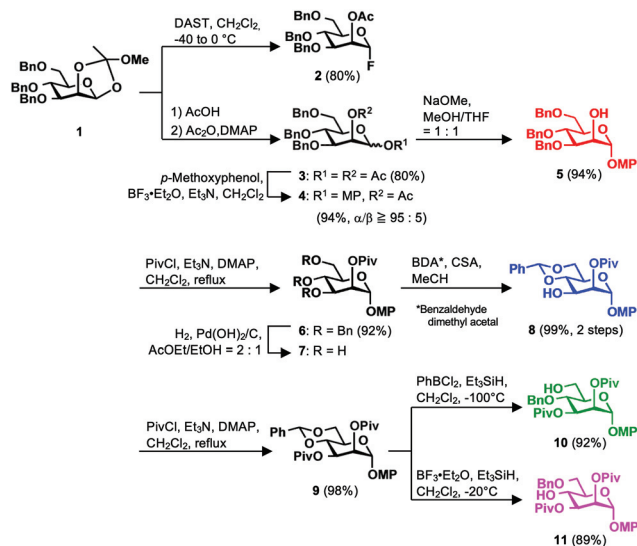 DAST, CH2Cl2,
-40 to 0 °C
BnO
OAc
BnO
BnO
O
F
2 (80%)
O
OMe
BnO
O
BnO
O
BnO
1
1) AcOH
2) Ac2O,DMAP
BnO
OR2
BnO
BnO
O
OR1
NaOMe,
MeOH/THF
= 1 : 1
BnO
OH
BnO
BnO
O
OMP
p-Methoxyphenol,
BF3•Et2O, Et3N, CH2Cl2
3: R1 = R2 = Ac (80%)
4: R1 = MP, R2 = Ac
(94%, α/β ≧ 95 : 5)
5 (94%)
PivCl, Et3N, DMAP,
CH2Cl2, reflux
RO
OPiv
RO
RO
O
OMP
BDA*, CSA,
MeCH
*Benzaldehyde
dimethyl acetal
Ph
O
OPiv
O
HO
O
OMP
H2, Pd(OH)2/C,
AcOEt/EtOH = 2 : 1
6: R = Bn (92%)
7: R = H
8 (99%, 2 steps)
PivCl, Et3N, DMAP,
CH2Cl2, reflux
Ph
O
OPiv
O
PivO
O
OMP
9 (98%)
PhBCl2, Et3SiH,
CH2Cl2, -100°C
HO
OPiv
BnO
PivO
O
OMP
10 (92%)
BF3•Et2O, Et3SiH,
CH2Cl2, -20°C
BnO
OPiv
HO
PivO
O
OMP
11 (89%)